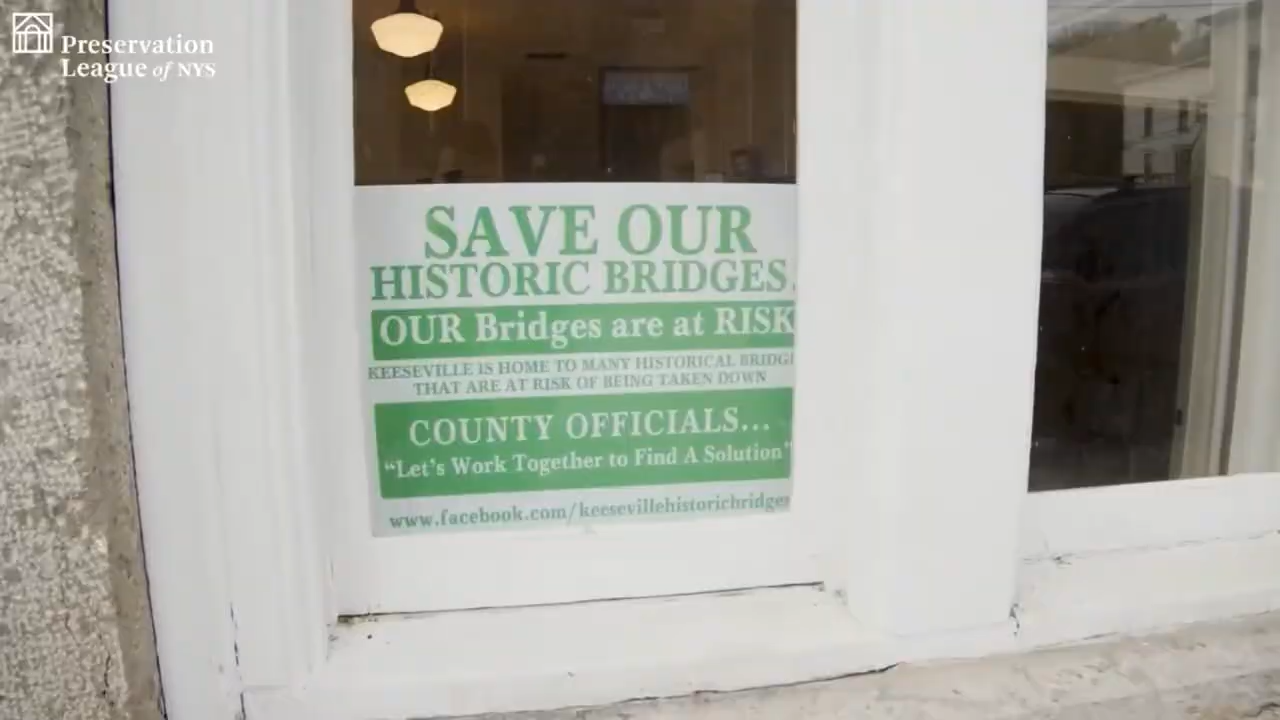 Preservation
League of NYS
SAVE OUR
HISTORIC BRIDGES.
OUR Bridges are at RISK
KEESEVILLE IS HOME TO MANY HISTORICAL BRIDGE
THAT ARE AT RISK OF BEING TAKEN DOWN
COUNTY OFFICIALS...
“Let's Work Together to Find A Solution”
www.facebook.com/keesevillehistoricbridges